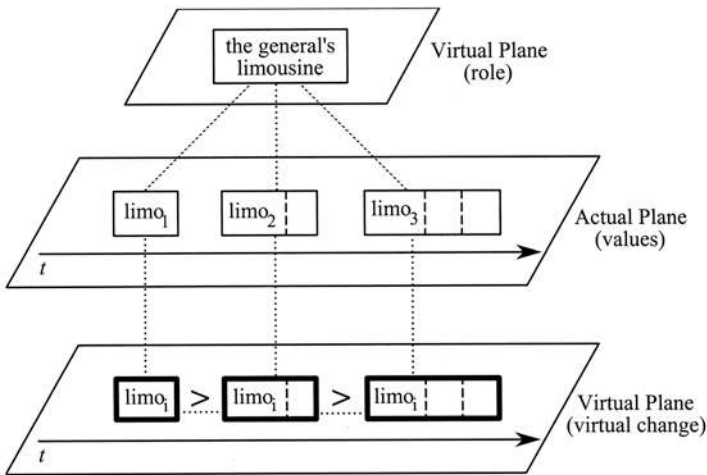 the general's
limousine
Virtual Plane
(role)
limo₁
limo₂
limo₃
t
Actual Plane
(values)
limoᵢ > limoᵢ > limoᵢ
t
Virtual Plane
(virtual change)